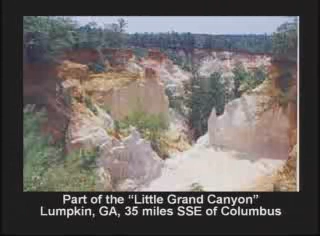 Part of the “Little Grand Canyon”
Lumpkin, GA, 35 miles SSE of Columbus